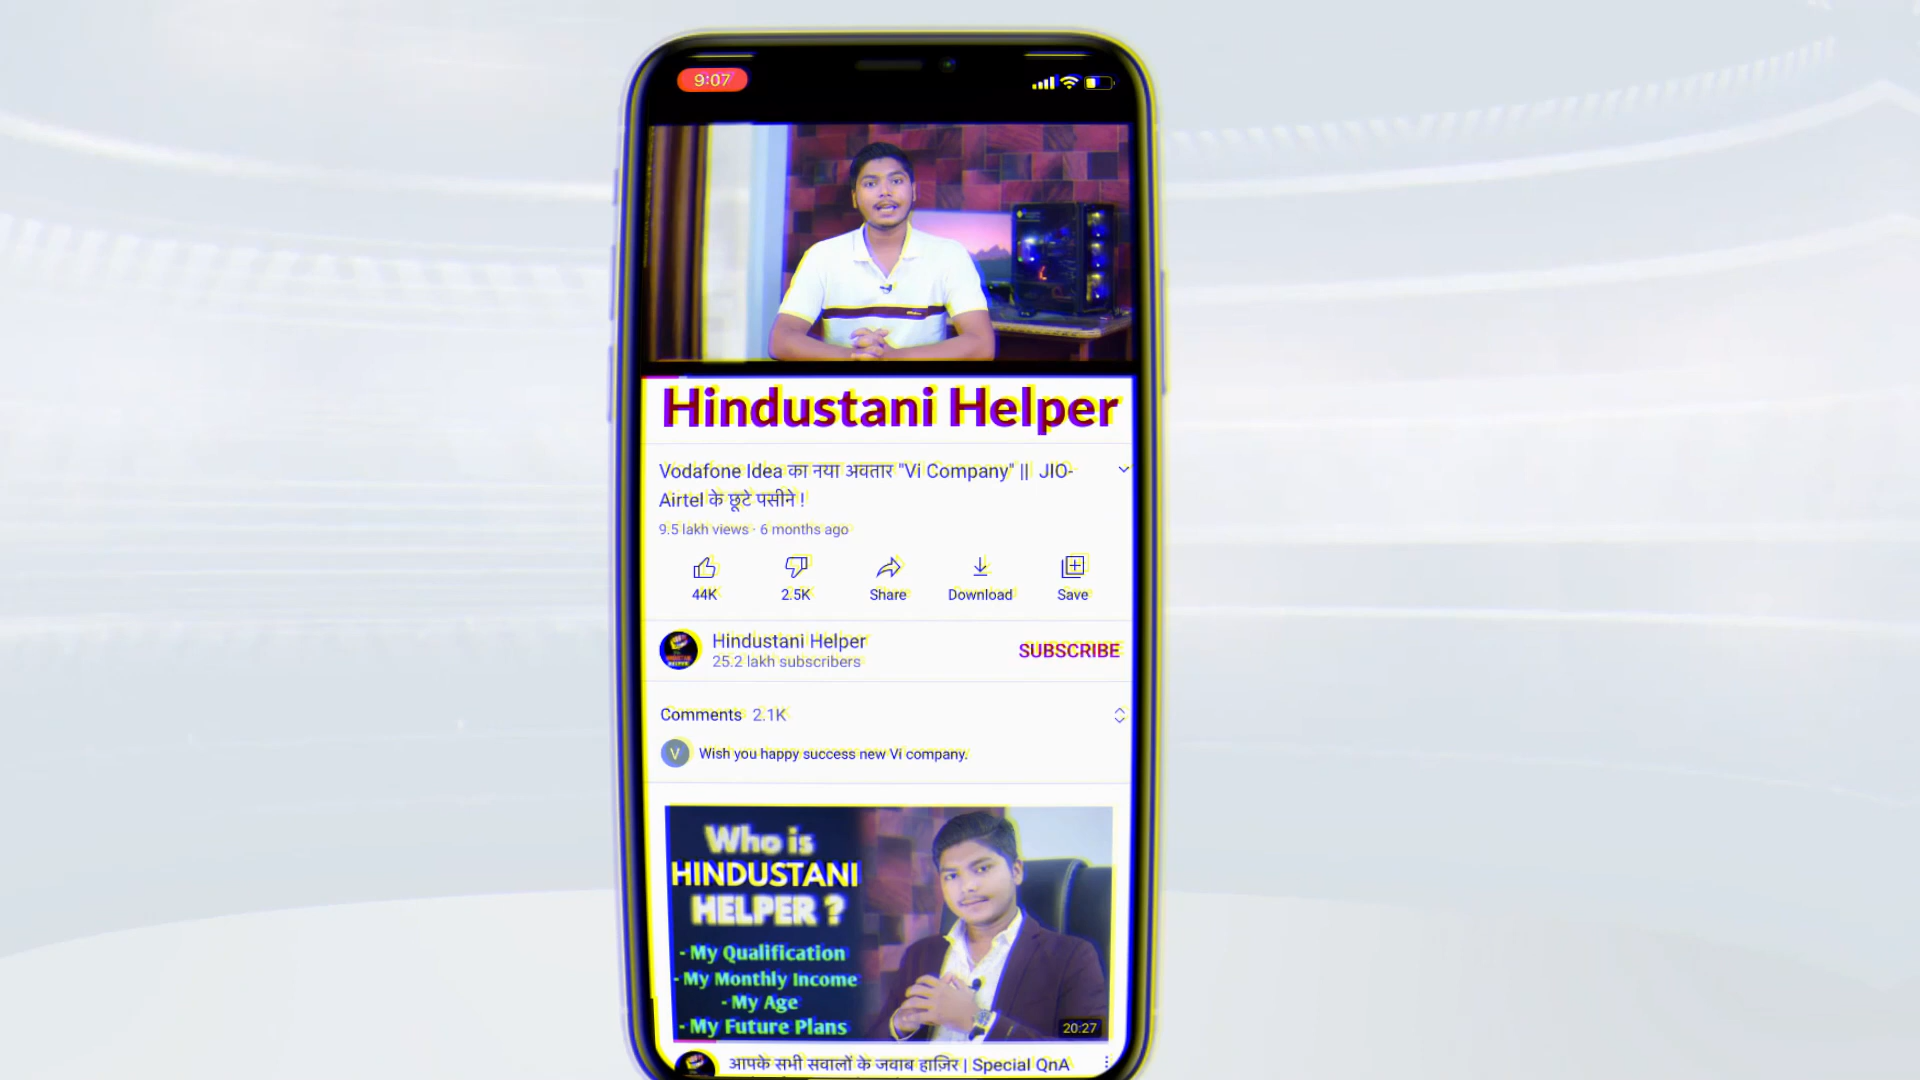 9:07
Hindustani Helper
Vodafone Idea का नया अवतार "Vi Company" || JIO-
Airtel के छूटे पसीने !
9.5 lakh views · 6 months ago
44K
2.5K
Share
Download
Save
Hindustani Helper
25.2 lakh subscribers
SUBSCRIBE
Comments 2.1K
V
Wish you happy success new Vi company.
Who is
HINDUSTANI
HELPER ?
- My Qualification
- My Monthly Income
- My Age
- My Future Plans
20:27
आपके सभी सवालों के जवाब हाज़िर | Special QnA